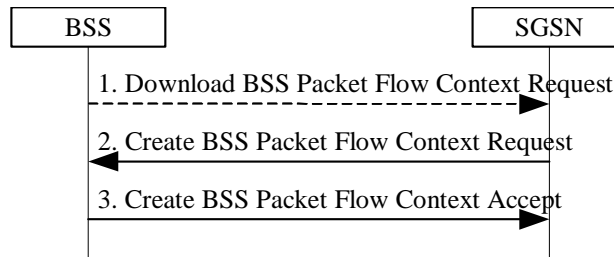 BSS
SGSN
1. Download BSS Packet Flow Context Request
2. Create BSS Packet Flow Context Request
3. Create BSS Packet Flow Context Accept